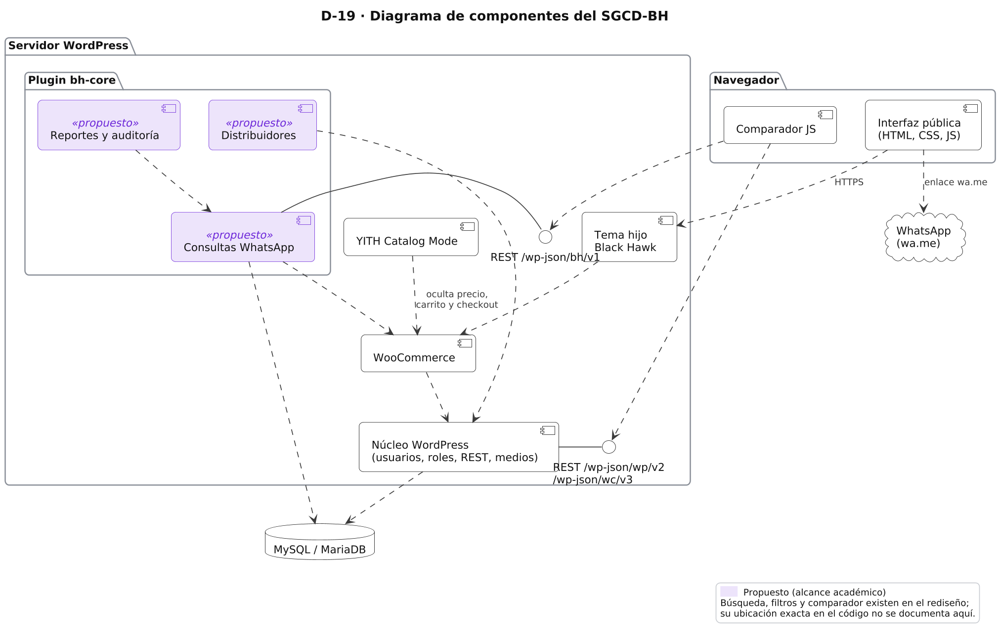 D-19 · Diagrama de componentes del SGCD-BH
Servidor WordPress
Plugin bh-core
«propuesto»
Reportes y auditoría
«propuesto»
Distribuidores
Navegador
Comparador JS
Interfaz pública
(HTML, CSS, JS)
HTTPS
enlace wa.me
«propuesto»
Consultas WhatsApp
YITH Catalog Mode
REST /wp-json/bh/v1
Tema hijo
Black Hawk
WhatsApp
(wa.me)
oculta precio,
carrito y checkout
WooCommerce
Núcleo WordPress
(usuarios, roles, REST, medios)
REST /wp-json/wp/v2
/wp-json/wc/v3
MySQL / MariaDB
Propuesto (alcance académico)
Búsqueda, filtros y comparador existen en el rediseño;
su ubicación exacta en el código no se documenta aquí.